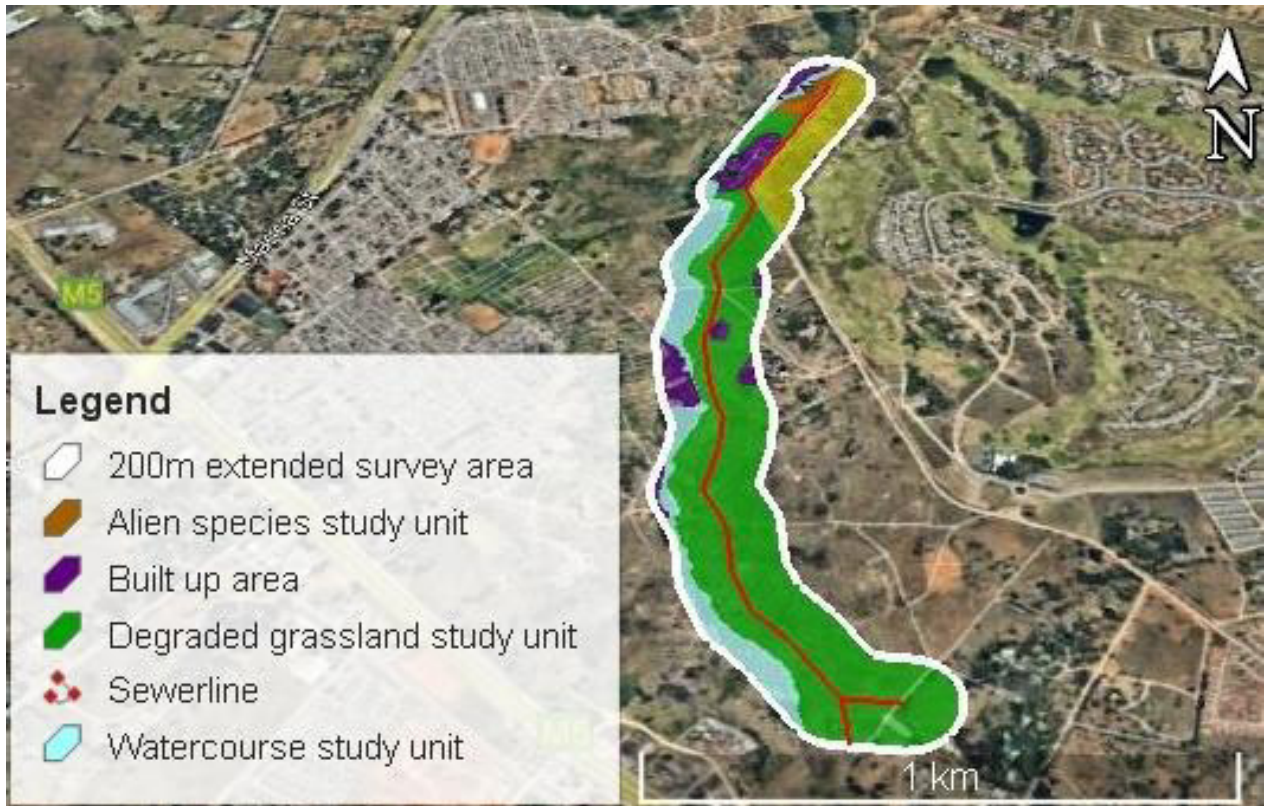 N
M5
Legend
200m extended survey area
Alien species study unit
Built up area
Degraded grassland study unit
Sewerline
Watercourse study unit
1 km